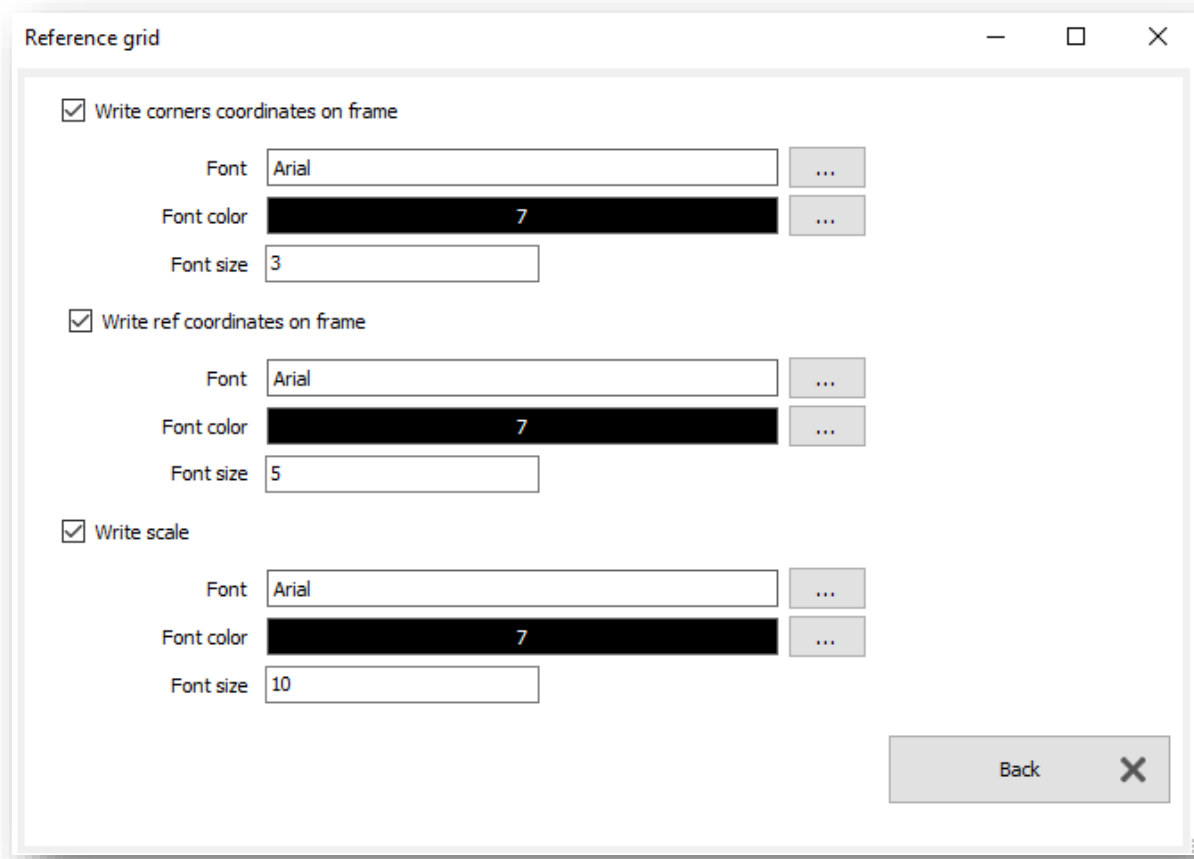 Reference grid
Write corners coordinates on frame
Font Arial ...
Font color 7 ...
Font size 3
Write ref coordinates on frame
Font Arial ...
Font color 7 ...
Font size 5
Write scale
Font Arial ...
Font color 7 ...
Font size 10
Back